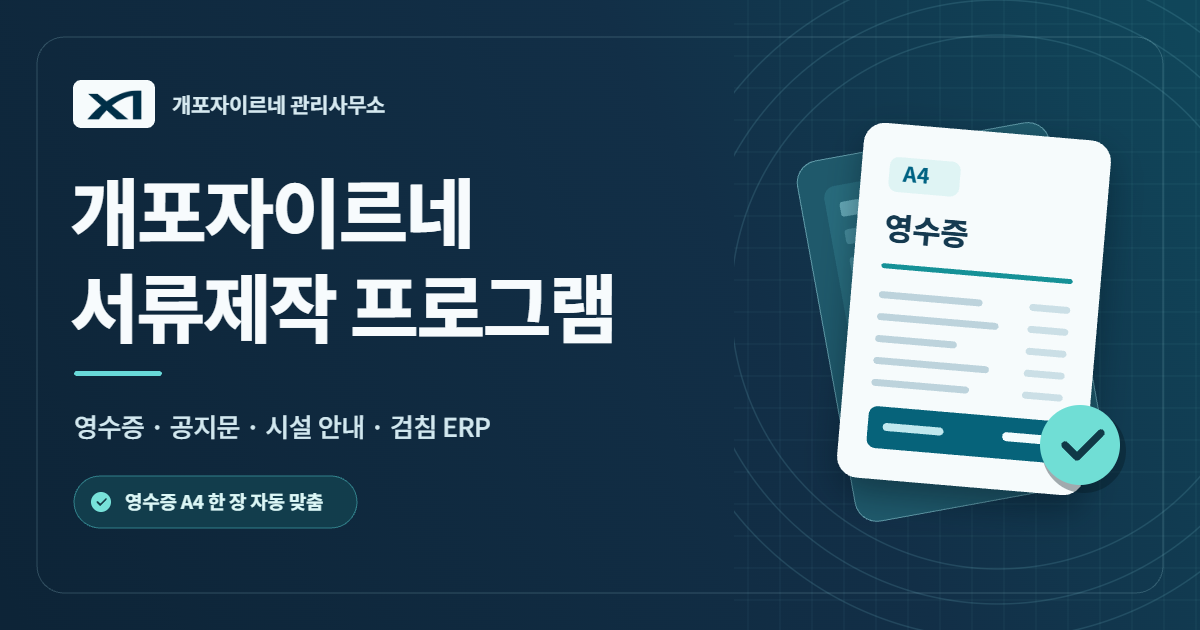 XI 개포자이르네 관리사무소
개포자이르네
서류제작 프로그램
영수증 · 공지문 · 시설 안내 · 검침 ERP
영수증 A4 한 장 자동 맞춤
A4
영수증